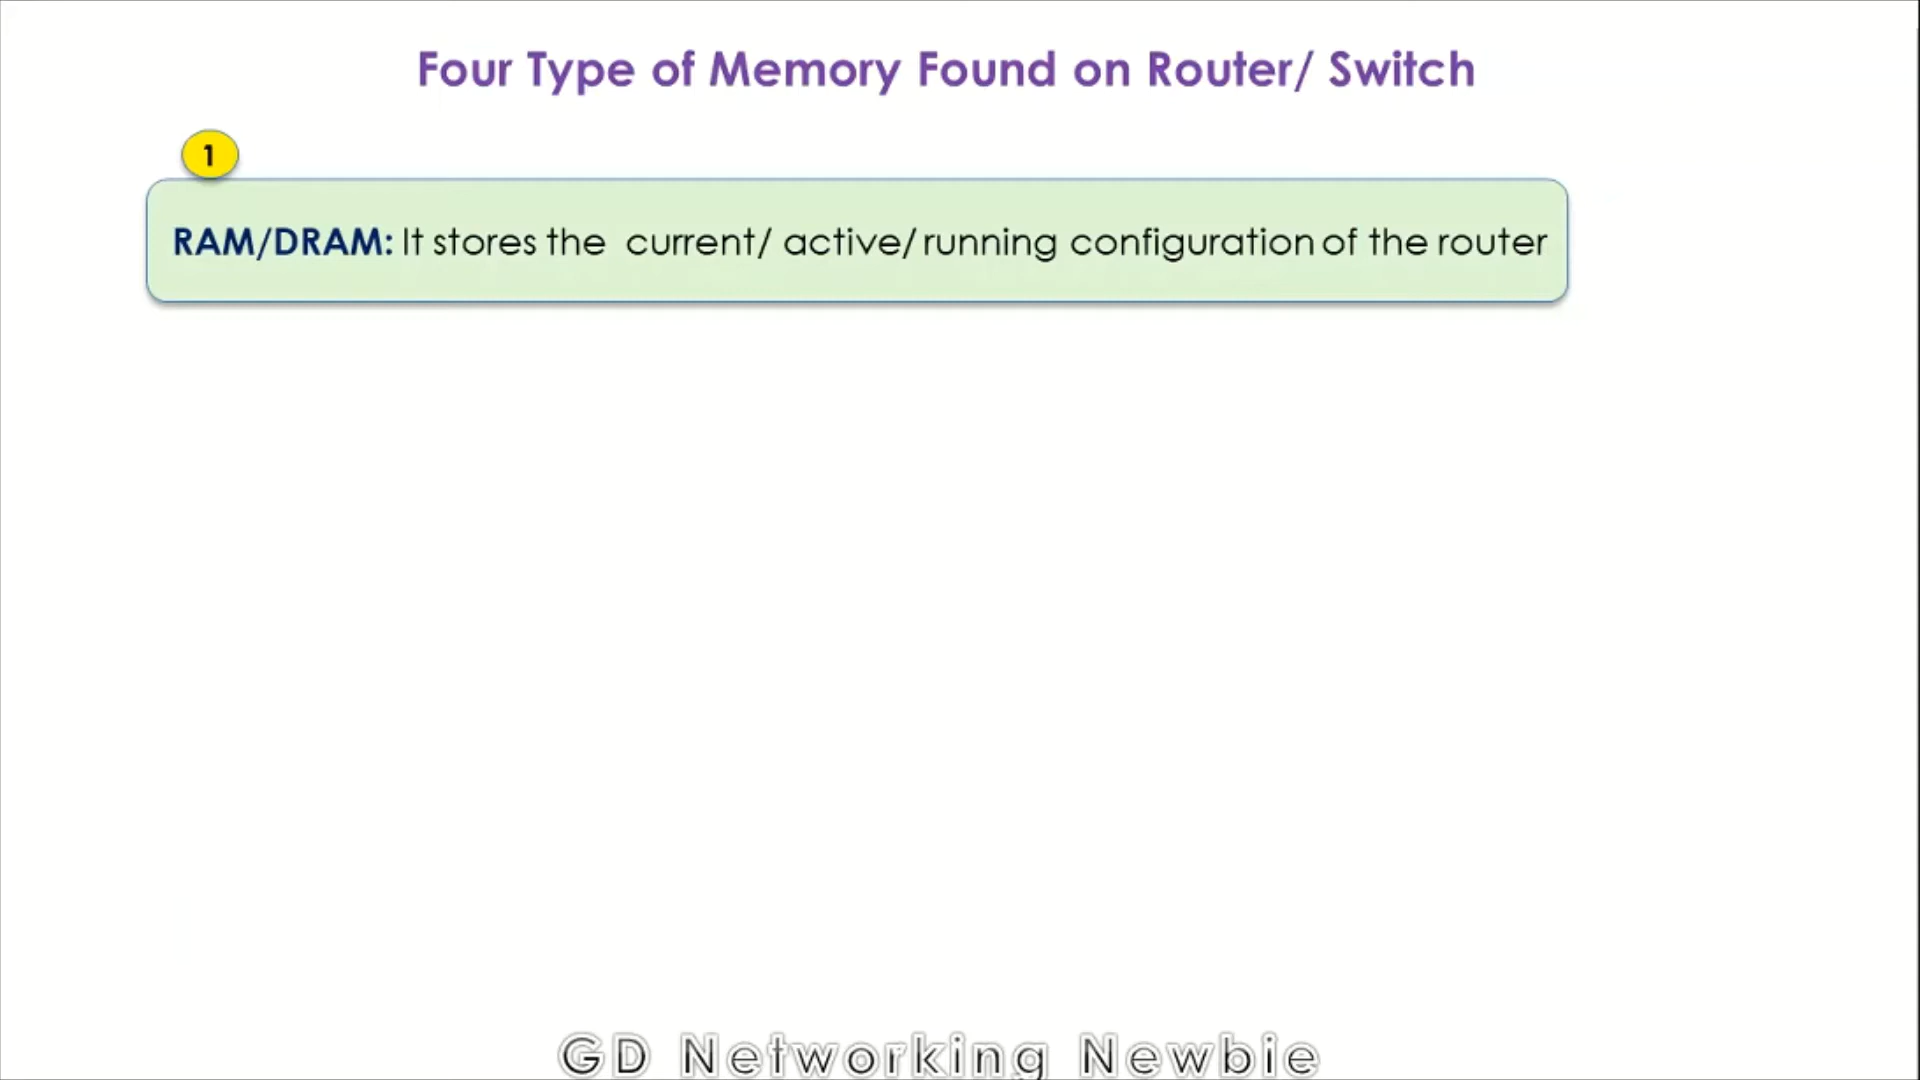 Four Type of Memory Found on Router/ Switch
1
RAM/DRAM: It stores the current/ active/ running configuration of the router
GD Networking Newbie